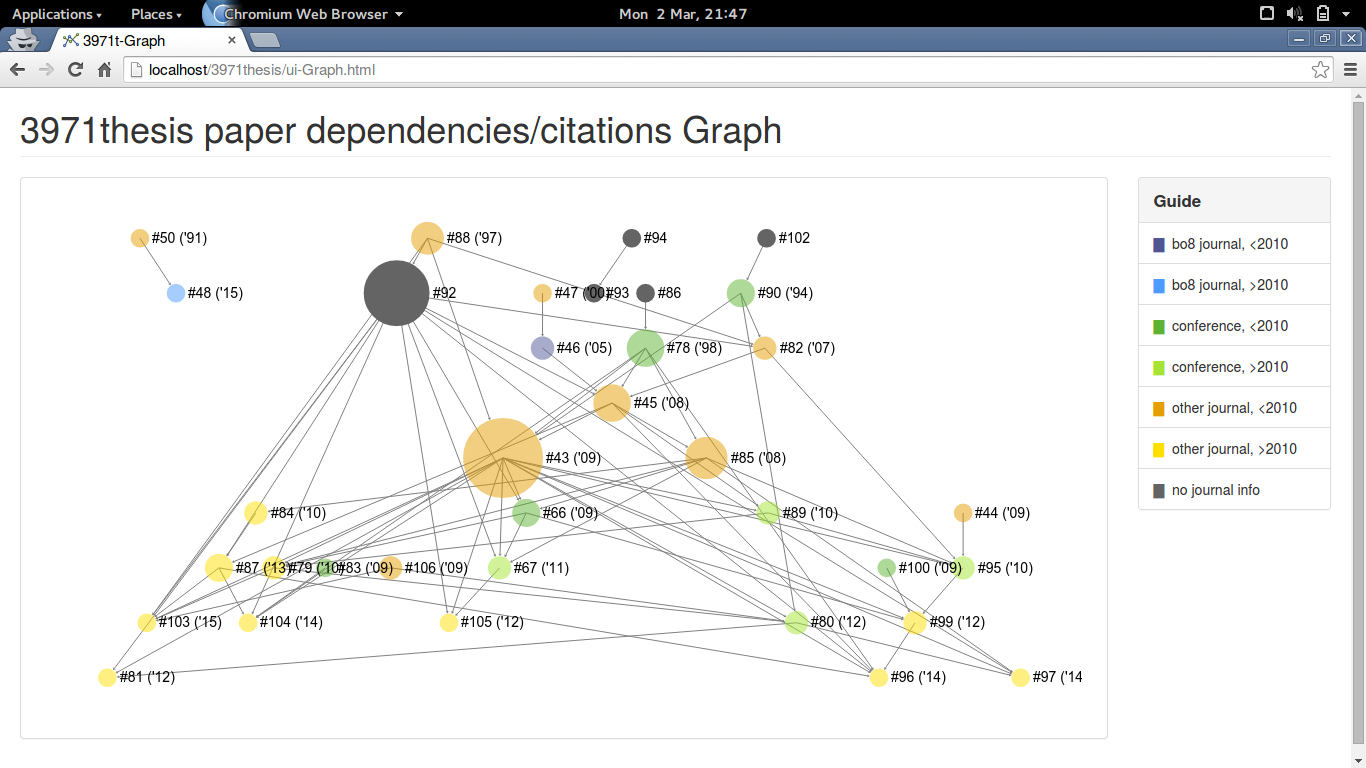 Applications Places Chromium Web Browser Mon 2 Mar, 21:47
3971t-Graph
localhost/3971thesis/ui-Graph.html
3971thesis paper dependencies/citations Graph
#50 ('91) #88 ('97) #94 #102
#48 ('15) #92 #47 ('00) #93 #86 #90 ('94)
#46 ('05) #78 ('98) #82 ('07)
#45 ('08)
#43 ('09) #85 ('08)
#84 ('10) #66 ('09) #89 ('10) #44 ('09)
#87 ('13) #79 ('10) #83 ('09) #106 ('09) #67 ('11) #100 ('09) #95 ('10)
#103 ('15) #104 ('14) #105 ('12) #80 ('12) #99 ('12)
#81 ('12) #96 ('14) #97 ('14
Guide
bo8 journal, <2010
bo8 journal, >2010
conference, <2010
conference, >2010
other journal, <2010
other journal, >2010
no journal info